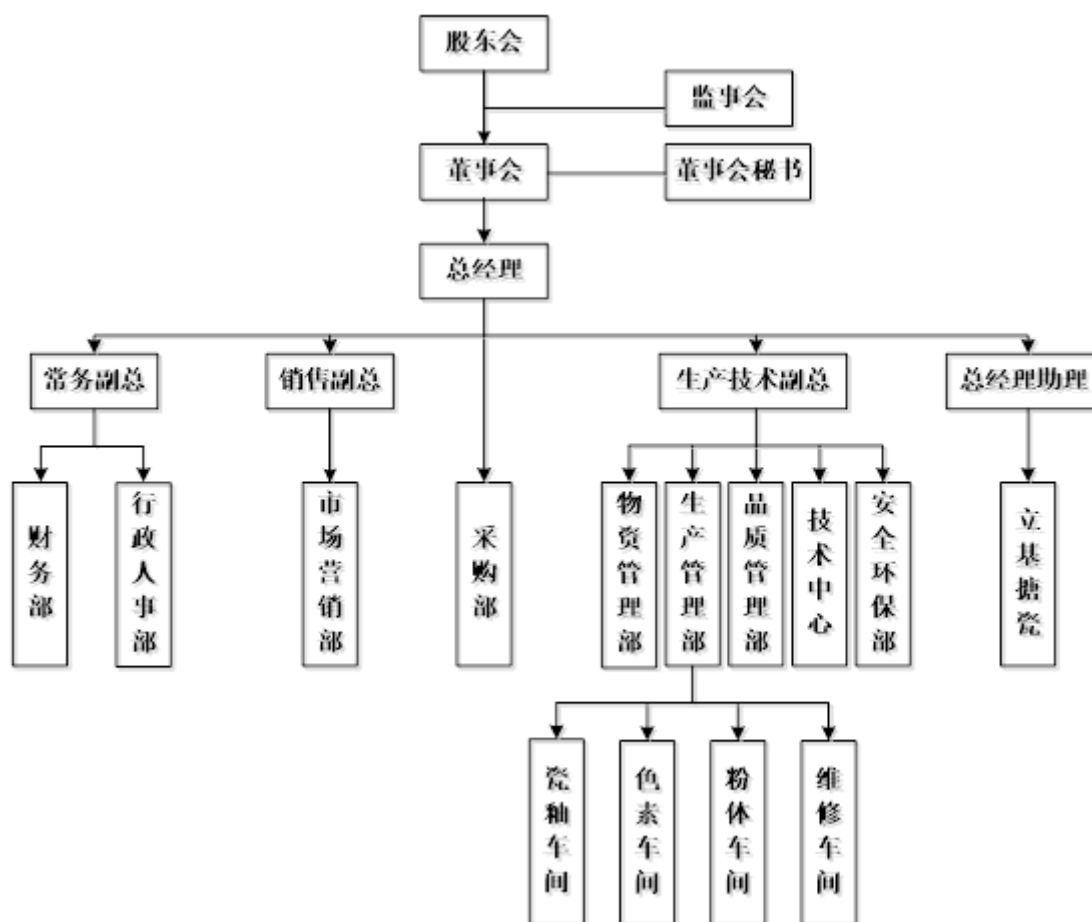 股东会
监事会
董事会
董事会秘书
总经理
常务副总
销售副总
生产技术副总
总经理助理
财务部
行政人事部
市场营销部
采购部
物资管理部
生产管理部
品质管理部
技术中心
安全环保部
立基搪瓷
瓷釉车间
色素车间
粉体车间
维修车间